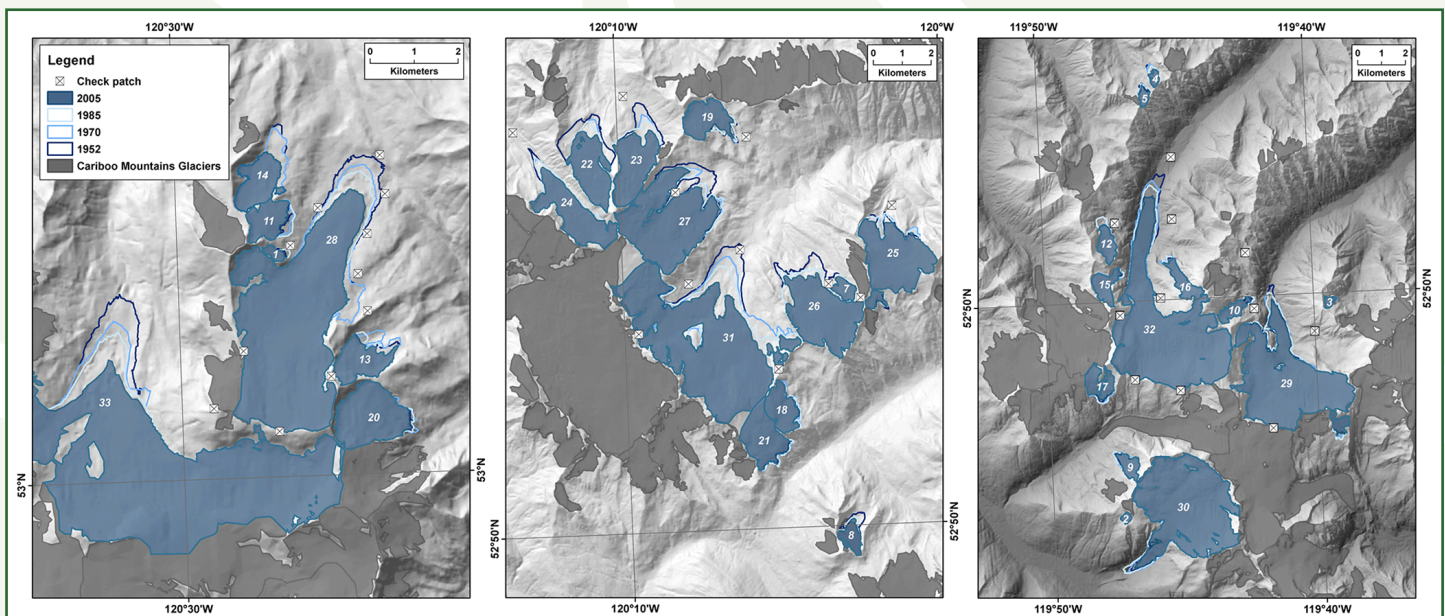 120°30'W
Legend
Check patch
2005
1985
1970
1952
Cariboo Mountains Glaciers
0 1 2
Kilometers
14
11
1
28
13
20
33
53°N
53°N
120°30'W
120°10'W
120°W
0 1 2
Kilometers
19
22
23
24
27
25
7
26
31
18
21
8
52°50'N
52°50'N
120°10'W
119°50'W
119°40'W
0 1 2
Kilometers
4
5
12
15
16
10
3
32
17
29
9
30
2
52°50'N
52°50'N
119°50'W
119°40'W